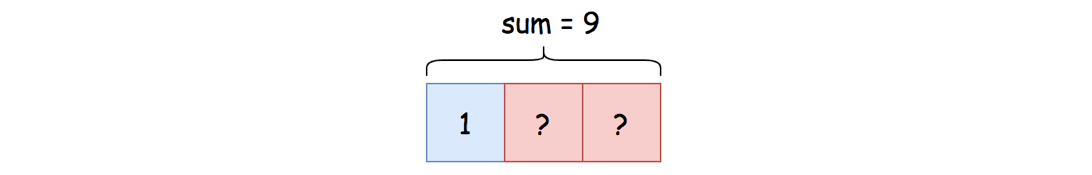 sum = 9
1 ? ?